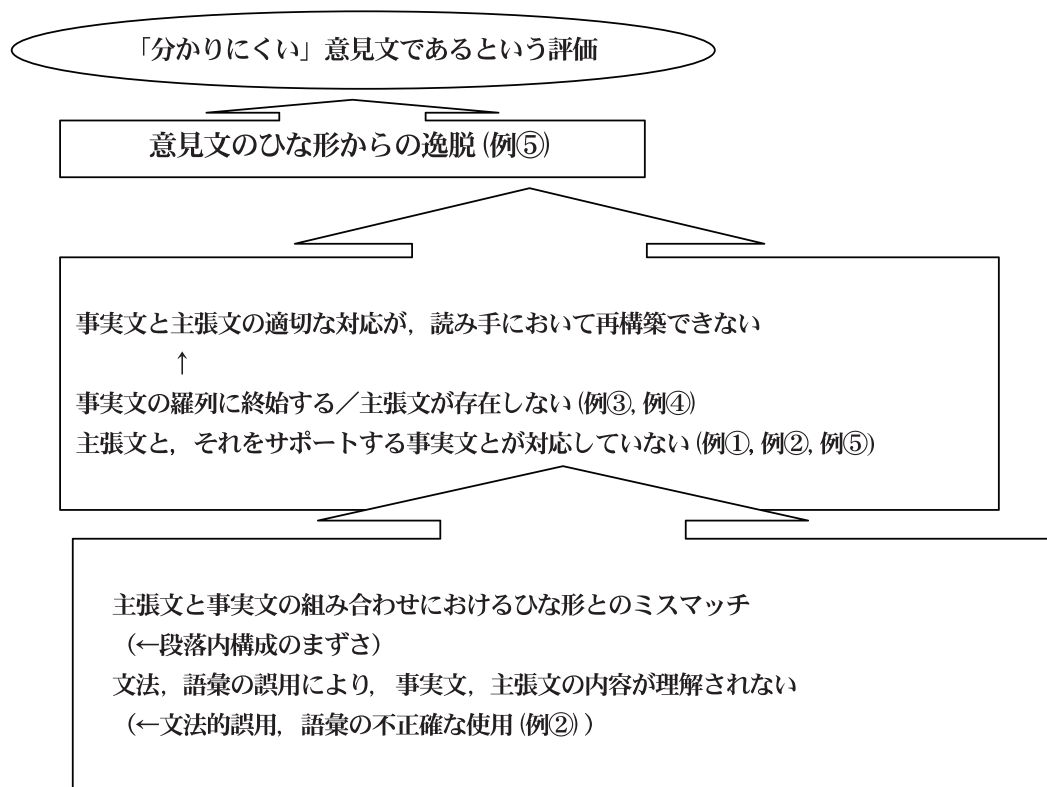 「分かりにくい」意見文であるという評価
意見文のひな形からの逸脱 (例⑤)
事実文と主張文の適切な対応が，読み手において再構築できない
↑
事実文の羅列に終始する／主張文が存在しない (例③, 例④)
主張文と，それをサポートする事実文とが対応していない (例①, 例②, 例⑤)
主張文と事実文の組み合わせにおけるひな形とのミスマッチ
（←段落内構成のまずさ）
文法，語彙の誤用により，事実文，主張文の内容が理解されない
（←文法的誤用，語彙の不正確な使用 (例②) ）